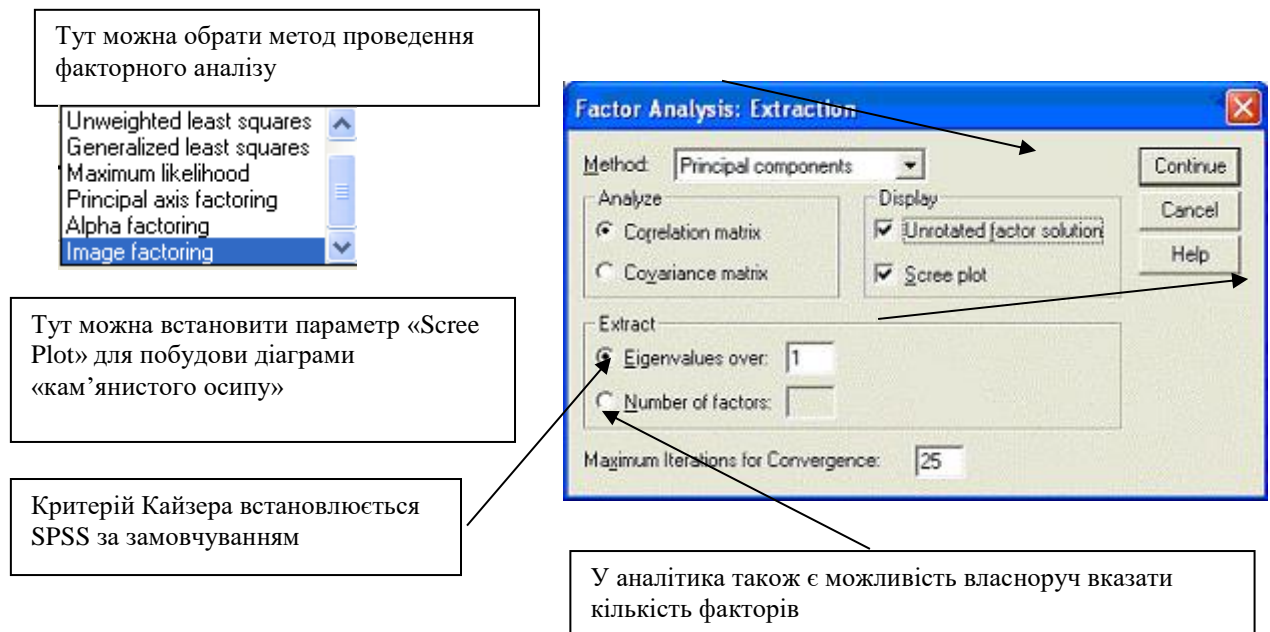 Тут можна обрати метод проведення
факторного аналізу
Unweighted least squares
Generalized least squares
Maximum likelihood
Principal axis factoring
Alpha factoring
Image factoring
Тут можна встановити параметр «Scree
Plot» для побудови діаграми
«кам’янистого осипу»
Критерій Кайзера встановлюється
SPSS за замовчуванням
Factor Analysis: Extraction
Method: Principal components
Continue
Analyze
Display
Correlation matrix
Unrotated factor solution
Cancel
Covariance matrix
Scree plot
Help
Extract
Eigenvalues over: 1
Number of factors:
Maximum Iterations for Convergence: 25
У аналітика також є можливість власноруч вказати
кількість факторів